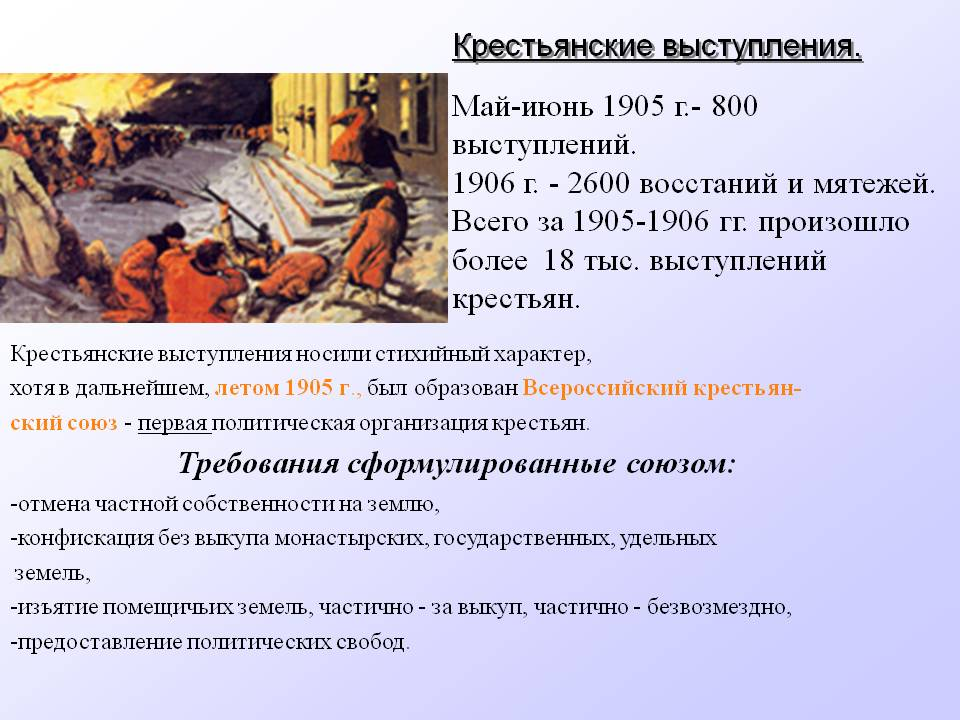 Крестьянские выступления.
Май-июнь 1905 г.- 800
выступлений.
1906 г. - 2600 восстаний и мятежей.
Всего за 1905-1906 гг. произошло
более 18 тыс. выступлений
крестьян.
Крестьянские выступления носили стихийный характер,
хотя в дальнейшем, летом 1905 г., был образован Всероссийский крестьян-
ский союз - первая политическая организация крестьян.
Требования сформулированные союзом:
-отмена частной собственности на землю,
-конфискация без выкупа монастырских, государственных, удельных
земель,
-изъятие помещичьих земель, частично - за выкуп, частично - безвозмездно,
-предоставление политических свобод.